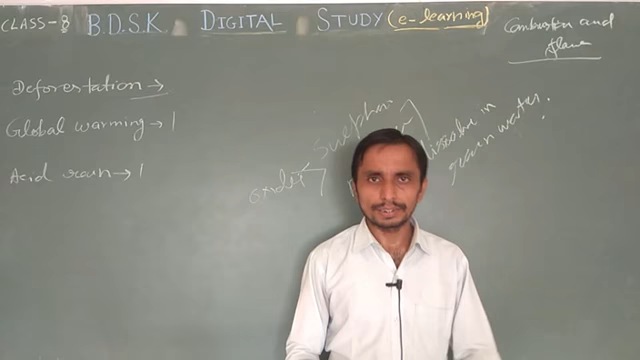 CLASS-8 B.D.S.K. DIGITAL STUDY (e-learning)
Combustion and
flame
Deforestation →
Global warming → 1
Acid rain → 1
oxides
Sulphur
dissolve in
rain water.